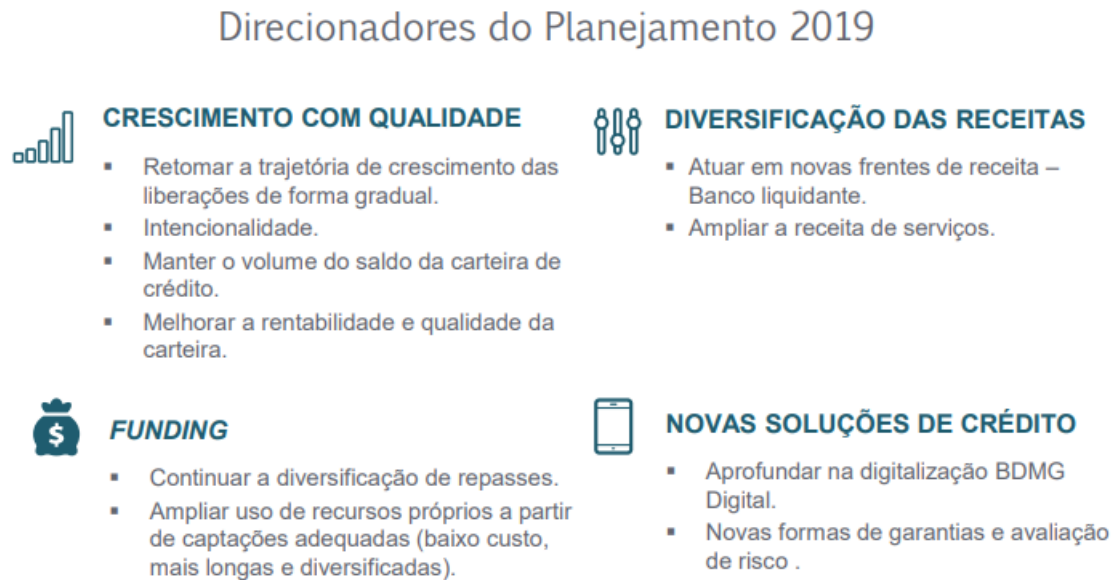 Direcionadores do Planejamento 2019
CRESCIMENTO COM QUALIDADE
▪ Retomar a trajetória de crescimento das
liberações de forma gradual.
▪ Intencionalidade.
▪ Manter o volume do saldo da carteira de
crédito.
▪ Melhorar a rentabilidade e qualidade da
carteira.
DIVERSIFICAÇÃO DAS RECEITAS
▪ Atuar em novas frentes de receita –
Banco liquidante.
▪ Ampliar a receita de serviços.
$
FUNDING
▪ Continuar a diversificação de repasses.
▪ Ampliar uso de recursos próprios a partir
de captações adequadas (baixo custo,
mais longas e diversificadas).
NOVAS SOLUÇÕES DE CRÉDITO
▪ Aprofundar na digitalização BDMG
Digital.
▪ Novas formas de garantias e avaliação
de risco .